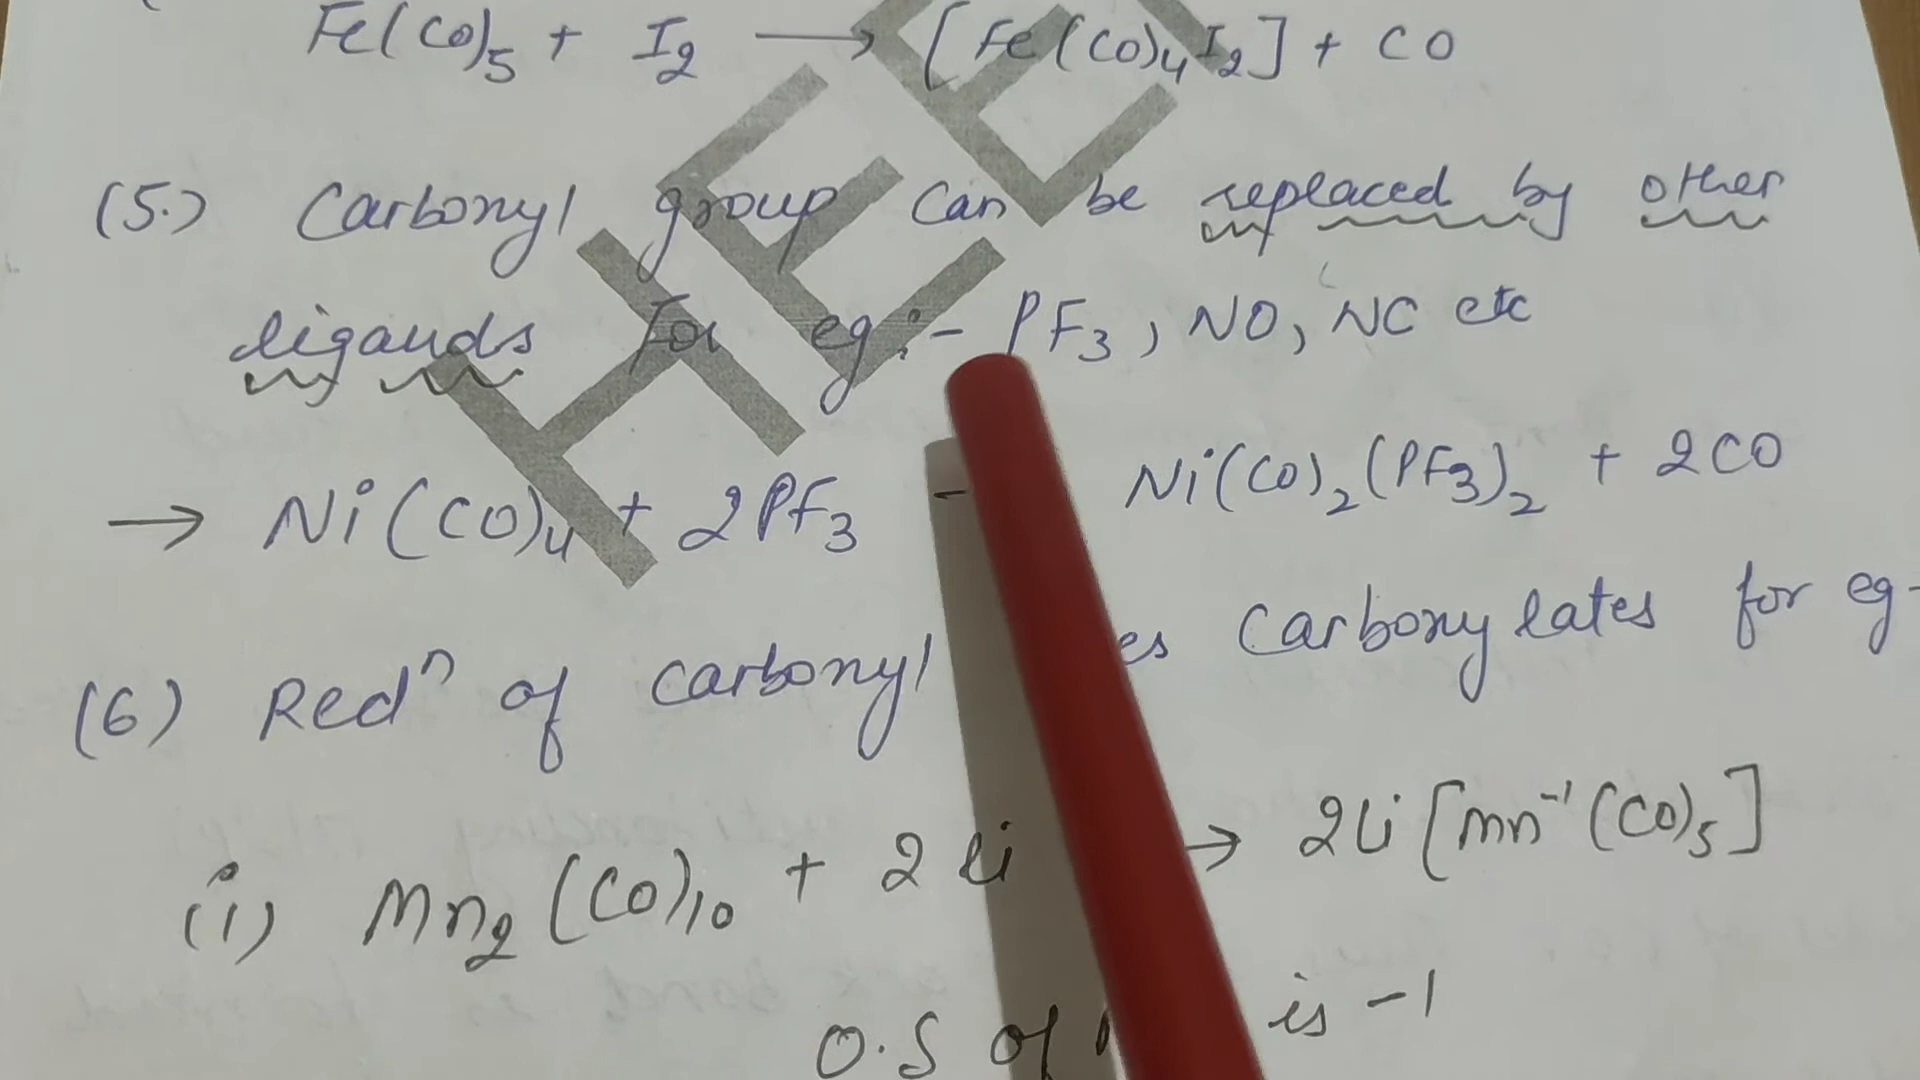 Fe(CO)5 + I2 → [Fe(CO)4I2] + CO
(5.) Carbonyl group can be replaced by other
ligands for eg:- PF3, NO, NC etc
→ Ni(CO)4 + 2PF3 - Ni(CO)2(PF3)2 + 2CO
(6) Redn of carbonyl es Carbonylates for eg-
(i) Mn2(CO)10 + 2Li → 2Li[Mn-1(CO)5]
O.S of is -1
THEE